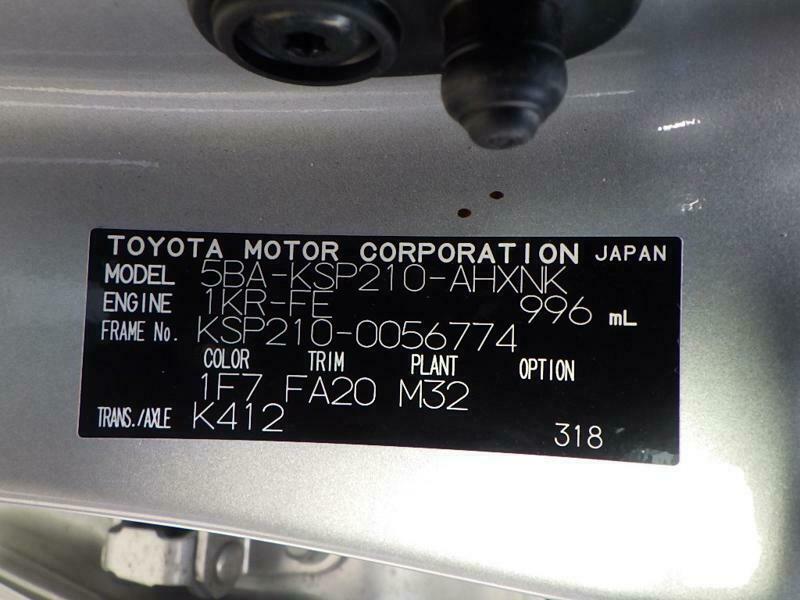 TOYOTA MOTOR CORPORATION JAPAN
MODEL 5BA-KSP210-AHXNK
ENGINE 1KR-FE 996 mL
FRAME No. KSP210-0056774
COLOR TRIM PLANT OPTION
1F7 FA20 M32
TRANS./AXLE K412 318